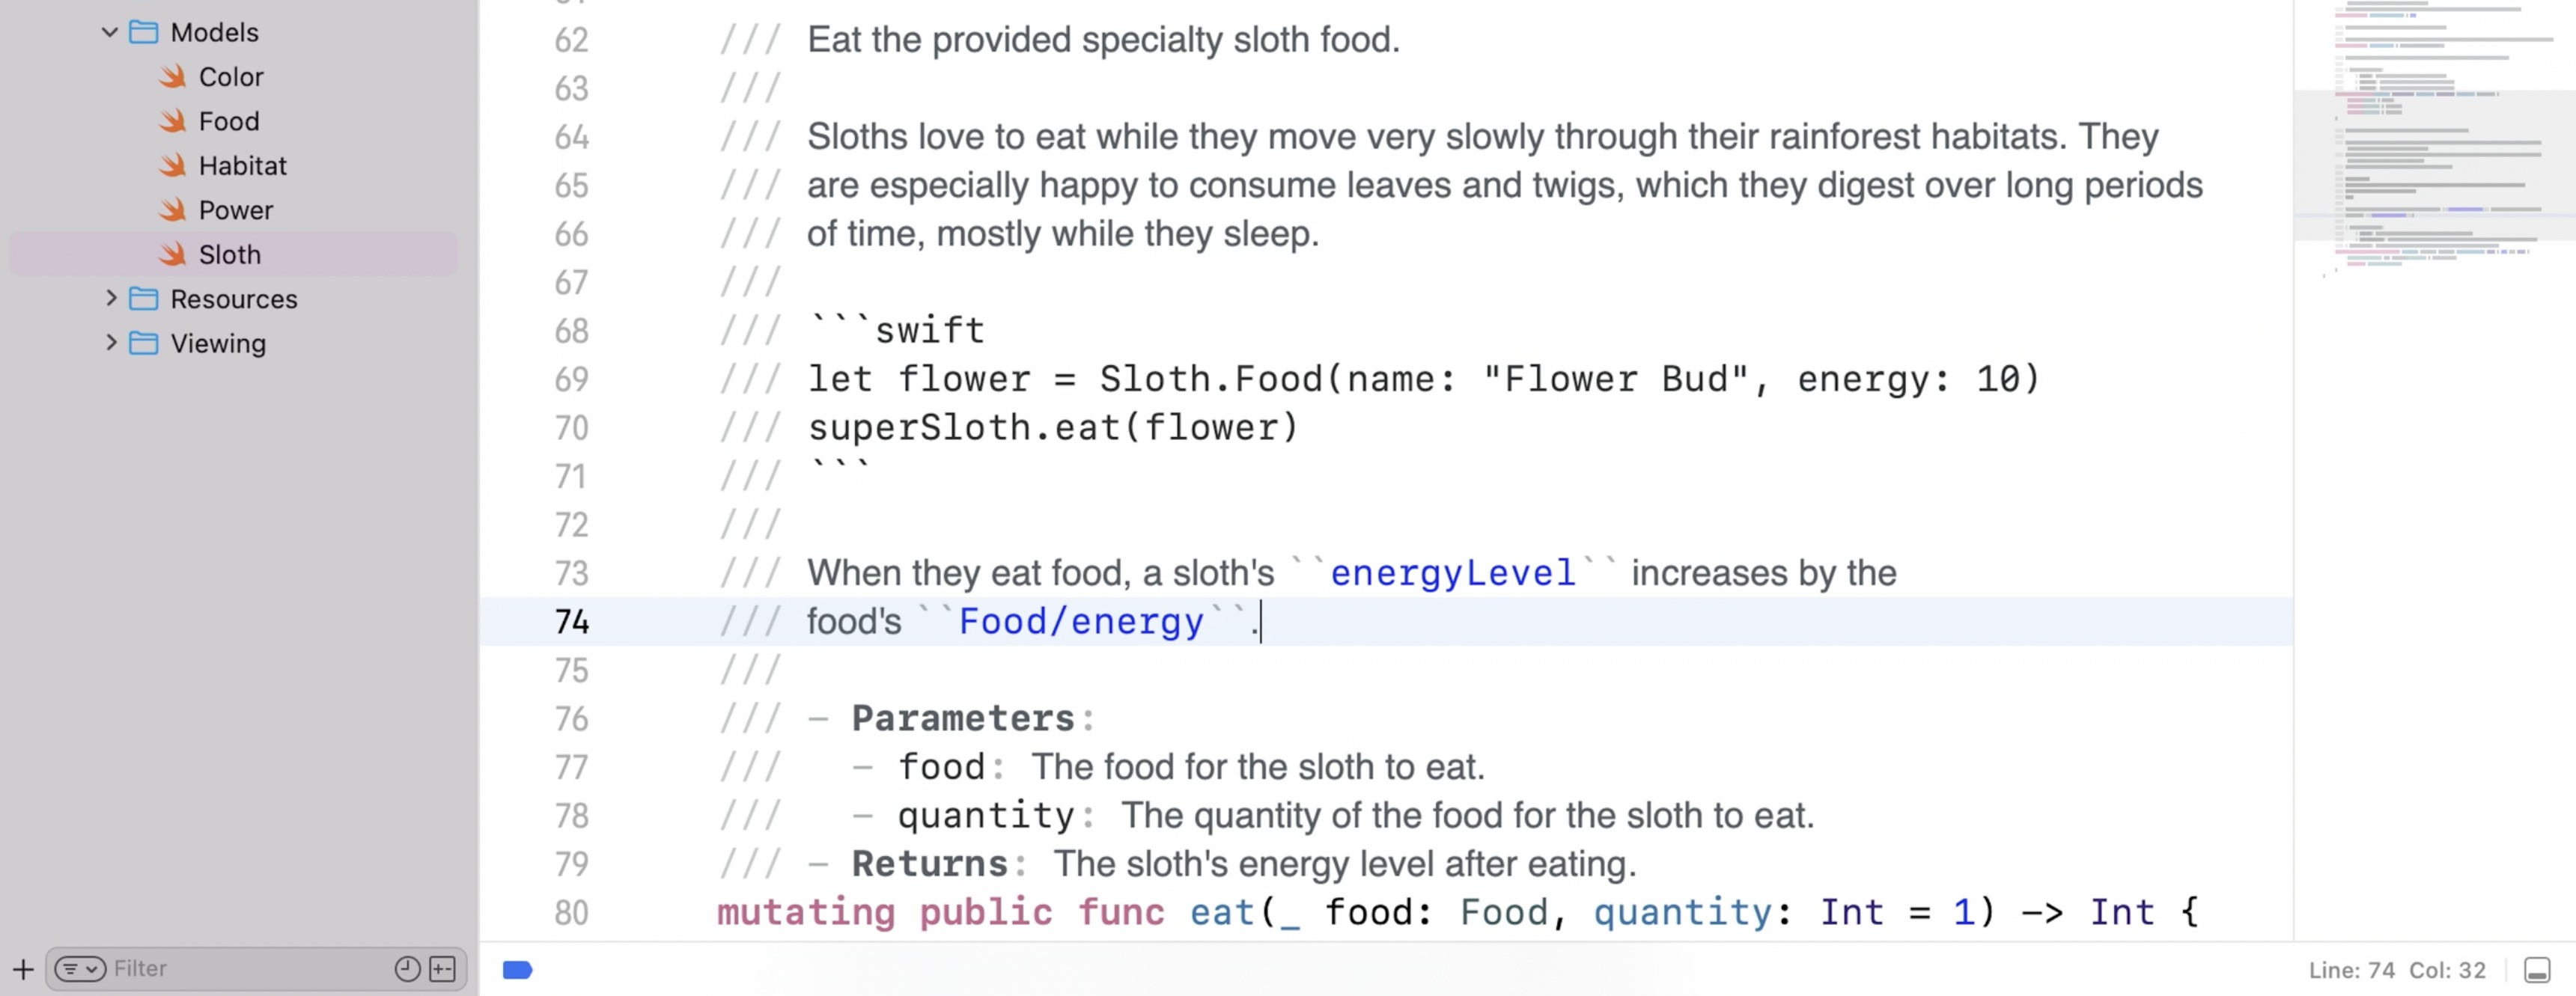 Models
Color
Food
Habitat
Power
Sloth
Resources
Viewing
Filter
62 /// Eat the provided specialty sloth food.
63 ///
64 /// Sloths love to eat while they move very slowly through their rainforest habitats. They
65 /// are especially happy to consume leaves and twigs, which they digest over long periods
66 /// of time, mostly while they sleep.
67 ///
68 /// ```swift
69 /// let flower = Sloth.Food(name: "Flower Bud", energy: 10)
70 /// superSloth.eat(flower)
71 /// ```
72 ///
73 /// When they eat food, a sloth's ``energyLevel`` increases by the
74 /// food's ``Food/energy``.
75 ///
76 /// - Parameters:
77 ///   - food: The food for the sloth to eat.
78 ///   - quantity: The quantity of the food for the sloth to eat.
79 /// - Returns: The sloth's energy level after eating.
80 mutating public func eat(_ food: Food, quantity: Int = 1) -> Int {
Line: 74 Col: 32